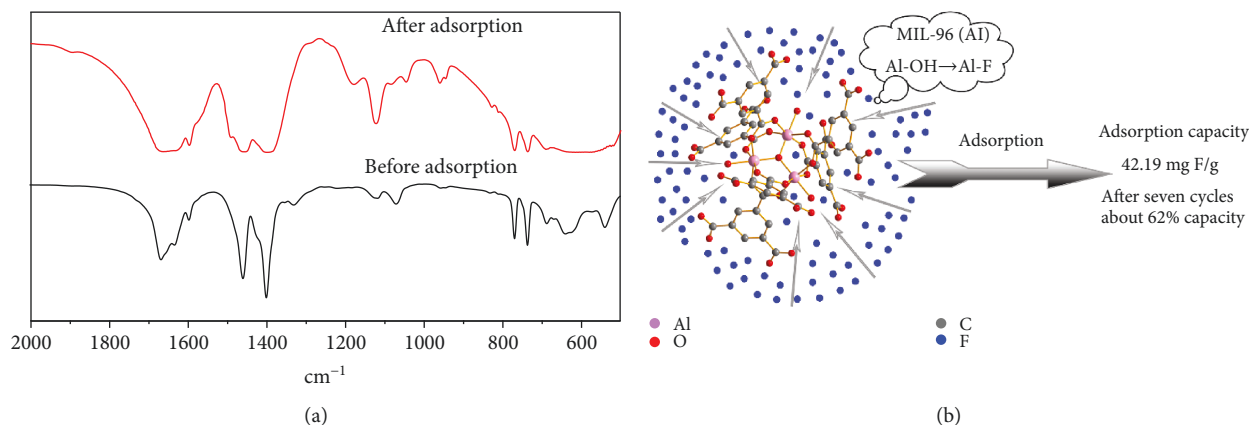 After adsorption
Before adsorption
2000 1800 1600 1400 1200 1000 800 600
cm⁻¹
(a)
MIL-96 (AI)
Al-OH→Al-F
Adsorption
Adsorption capacity
42.19 mg F/g
After seven cycles
about 62% capacity
Al
O
C
F
(b)